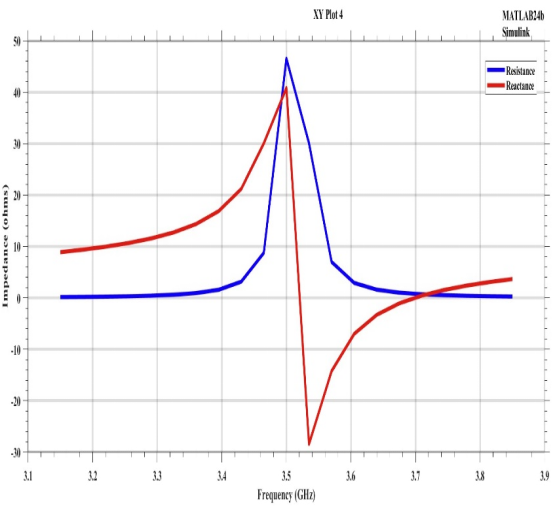 XY Plot 4
MATLAB24b
Simulink
Resistance
Reactance
Impedance (ohms)
50
40
30
20
10
0
-10
-20
-30
3.1 3.2 3.3 3.4 3.5 3.6 3.7 3.8 3.9
Frequency (GHz)